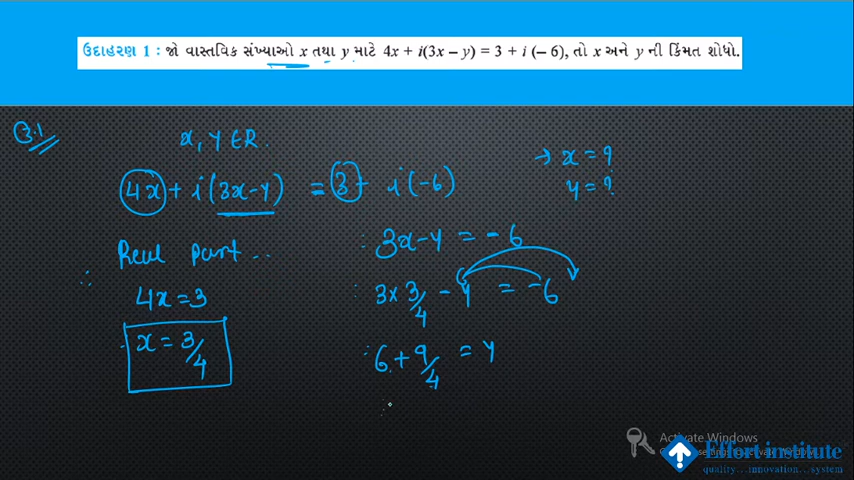 ઉદાહરણ 1 : જો વાસ્તવિક સંખ્યાઓ x તથા y માટે 4x + i(3x – y) = 3 + i (– 6), તો x અને y ની કિંમત શોધો.
x, y ∈ R.
4x + i(3x-y) = 3 - i(-6)
→ x = ?
y = ?
Real part ..
∴ 4x = 3
∴ x = 3/4
: 3x - y = - 6
: 3 x 3/4 - y = - 6
: 6 + 9/4 = y
Activate Windows
Effort institute
quality...innovation...system